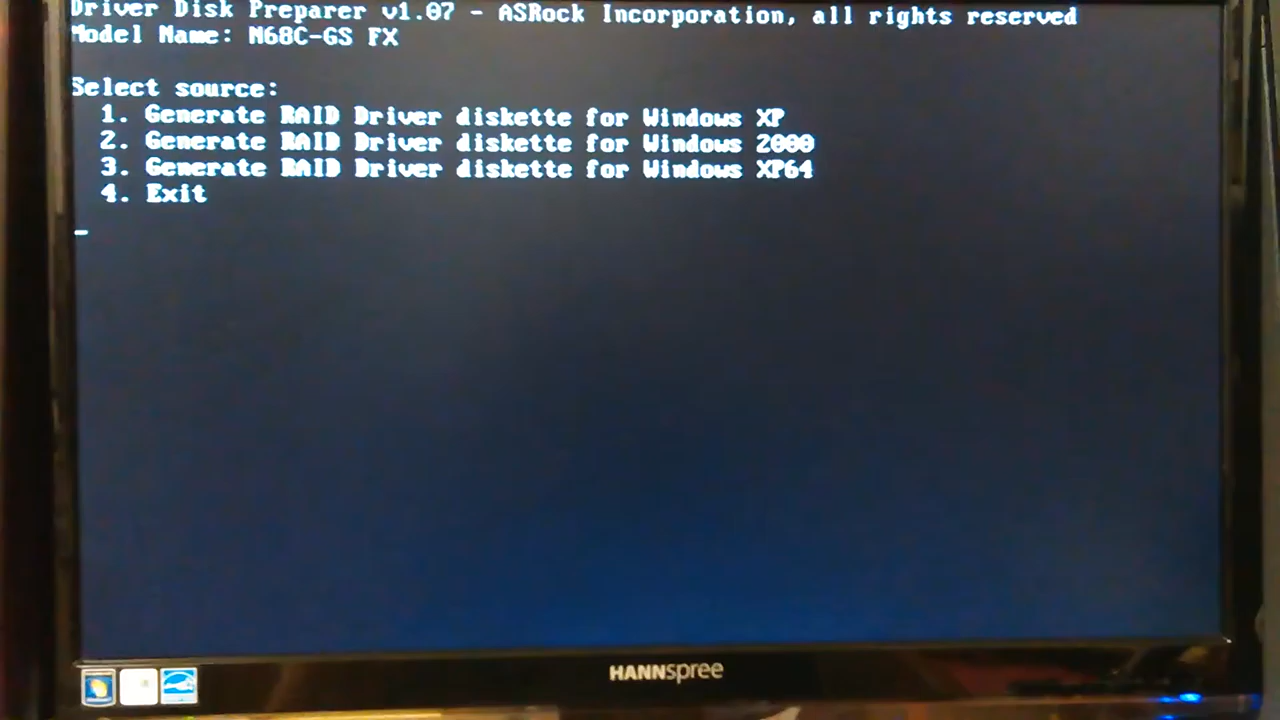 Driver Disk Preparer v1.07 - ASRock Incorporation, all rights reserved
Model Name: N68C-GS FX
Select source:
1. Generate RAID Driver diskette for Windows XP
2. Generate RAID Driver diskette for Windows 2000
3. Generate RAID Driver diskette for Windows XP64
4. Exit
HANNspree